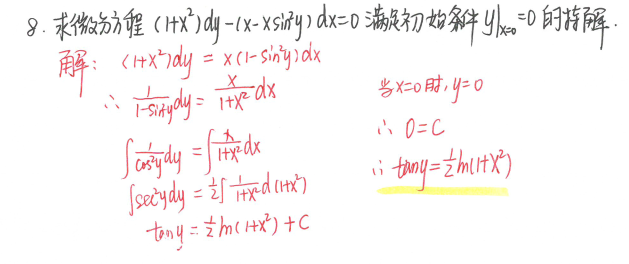 8. 求微分方程 (1+x²)dy-(x-xsin²y)dx=0 满足初始条件 y|ₓ₌₀=0 的特解.
解: (1+x²)dy = x(1-sin²y)dx
∴ 1/(1-sin²y) dy = x/(1+x²) dx
∫ 1/cos²y dy = ∫ x/(1+x²) dx
∫sec²y dy = 1/2 ∫ 1/(1+x²) d(1+x²)
tany = 1/2 ln(1+x²) + C
当x=0时, y=0
∴ 0=C
∴ tany = 1/2 ln(1+x²)